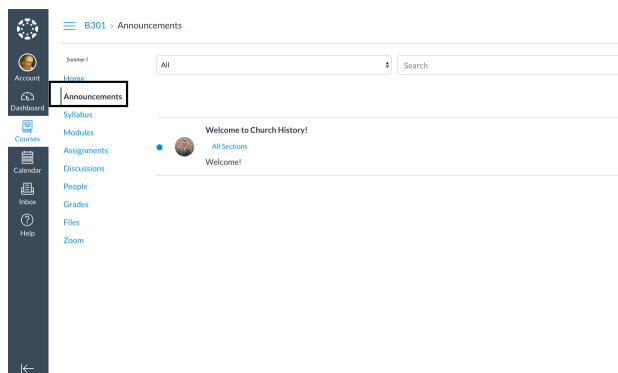 B301 > Announcements
Account
Dashboard
Courses
Calendar
Inbox
Help
Summer I
Home
Announcements
Syllabus
Modules
Assignments
Discussions
People
Grades
Files
Zoom
All
Search
Welcome to Church History!
All Sections
Welcome!